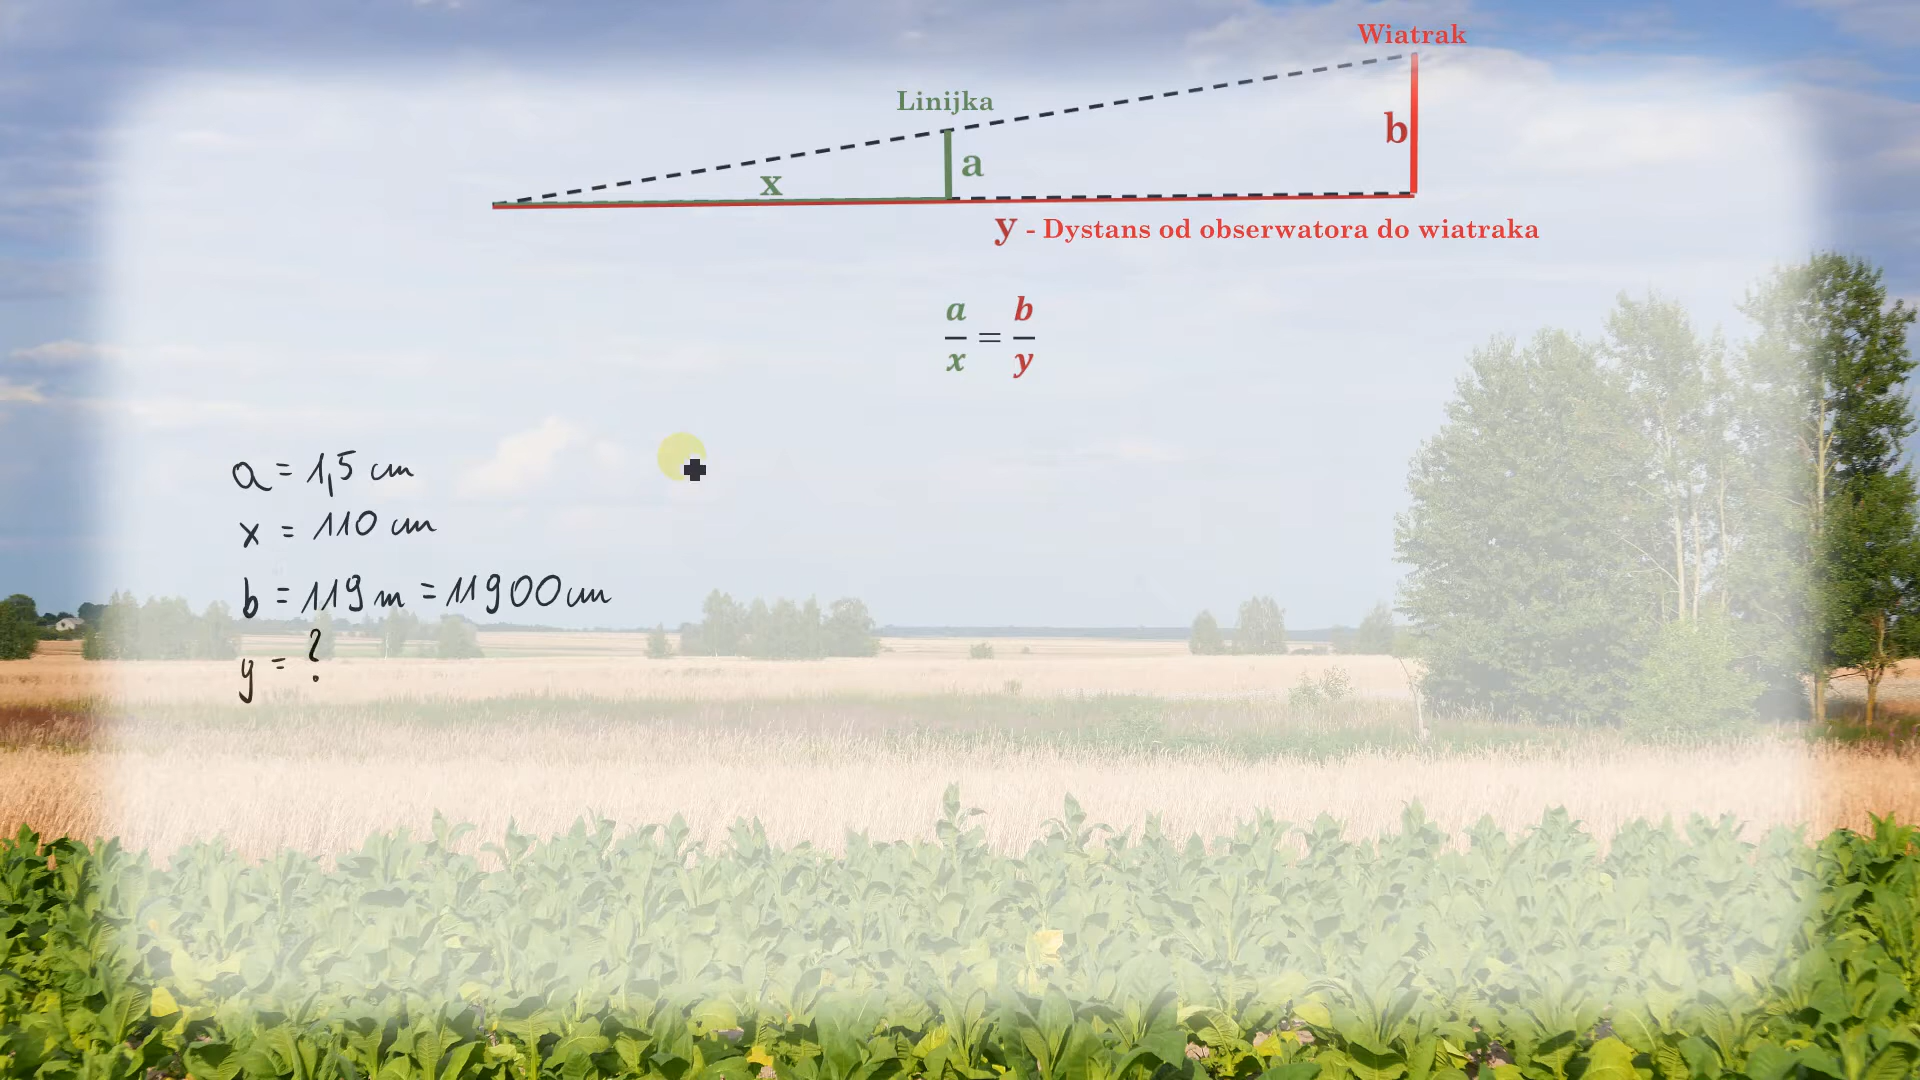 Wiatrak
Linijka
b
a
x
y - Dystans od obserwatora do wiatraka
a/x = b/y
a = 1,5 cm
x = 110 cm
b = 119 m = 11900 cm
y = ?